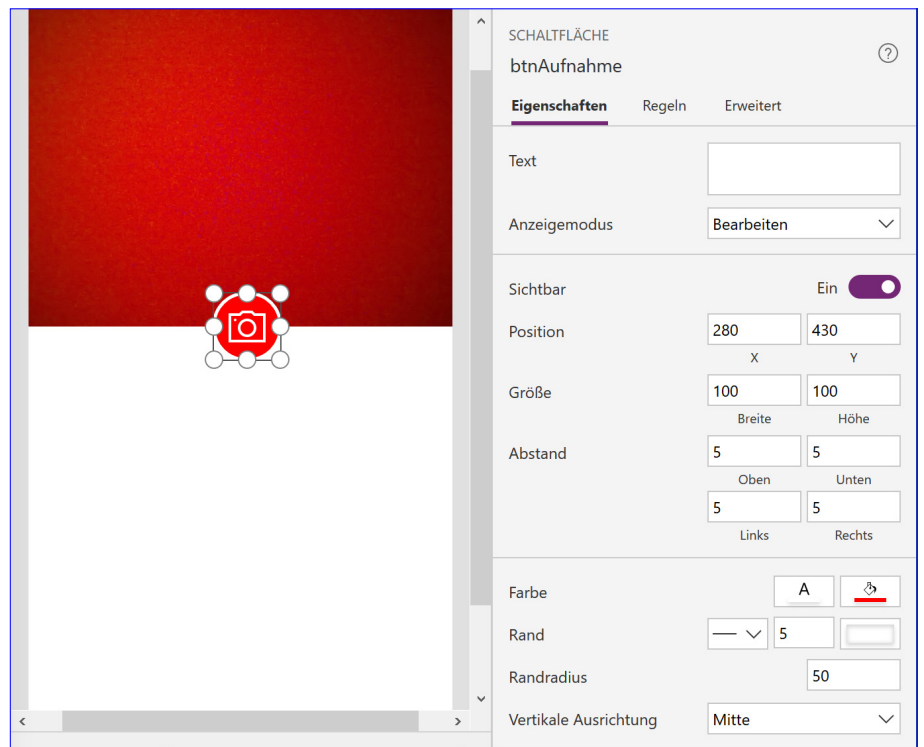 SCHALTFLÄCHE
btnAufnahme
Eigenschaften Regeln Erweitert
Text
Anzeigemodus Bearbeiten
Sichtbar Ein
Position 280 430
X Y
Größe 100 100
Breite Höhe
Abstand 5 5
Oben Unten
5 5
Links Rechts
Farbe A
Rand 5
Randradius 50
Vertikale Ausrichtung Mitte